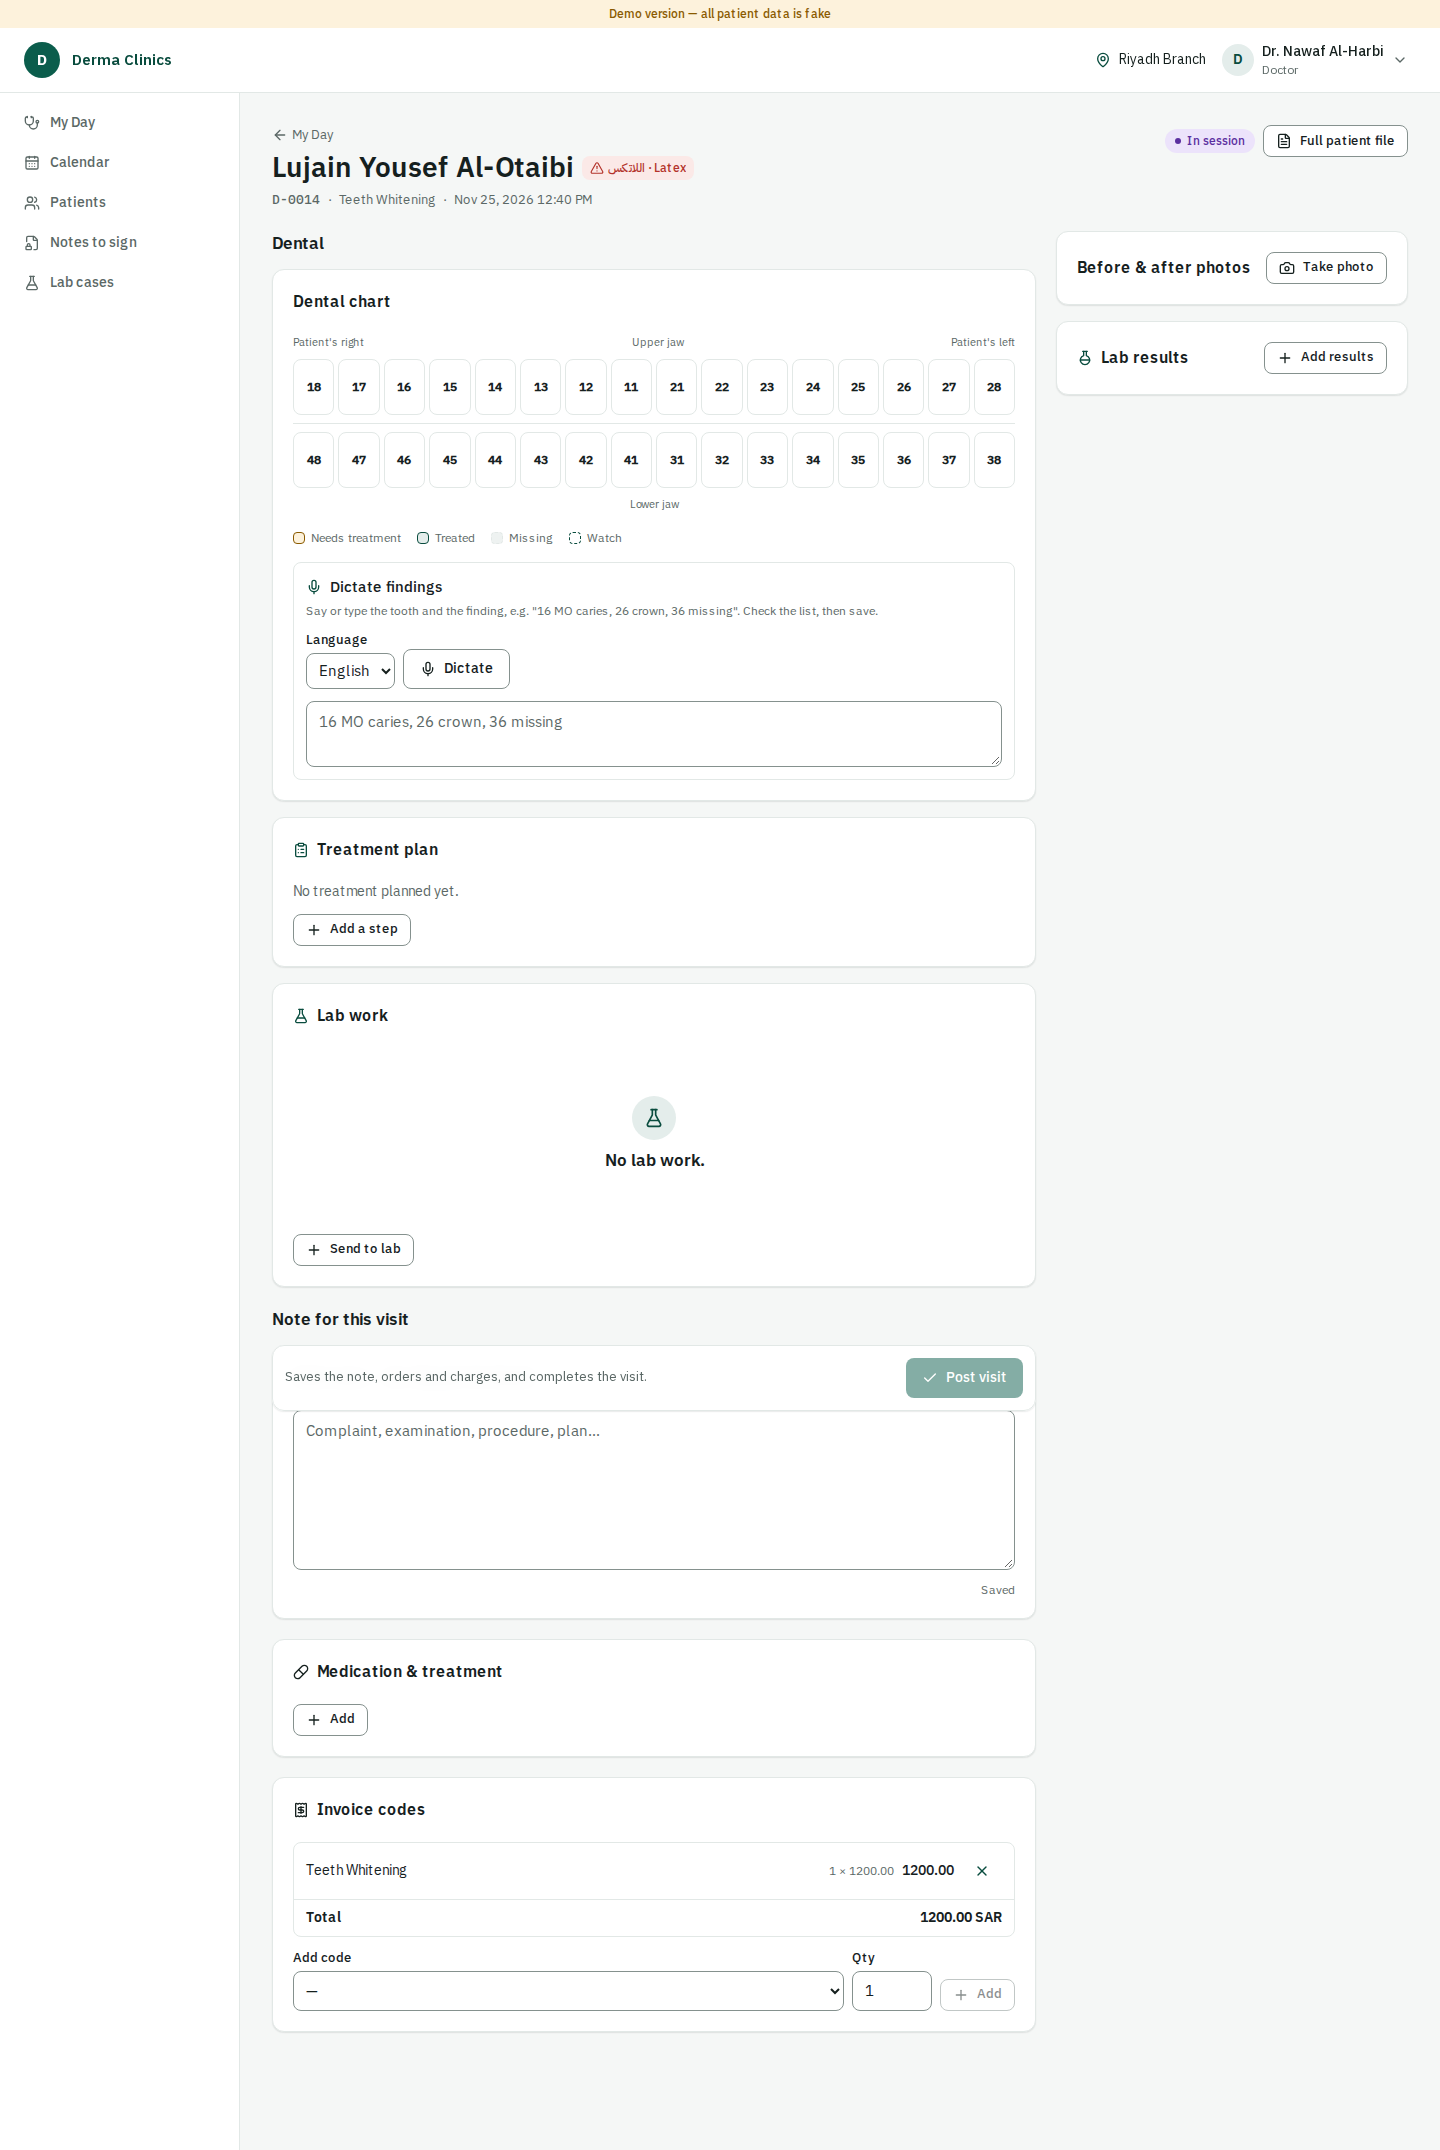 Demo version — all patient data is fake
D
Derma Clinics
Riyadh Branch
D
Dr. Nawaf Al-Harbi
Doctor
My Day
Calendar
Patients
Notes to sign
Lab cases
My Day
Lujain Yousef Al-Otaibi
اللاتكس · Latex
D-0014 · Teeth Whitening · Nov 25, 2026 12:40 PM
In session
Full patient file
Dental
Dental chart
Patient's right
Upper jaw
Patient's left
18 17 16 15 14 13 12 11 21 22 23 24 25 26 27 28
48 47 46 45 44 43 42 41 31 32 33 34 35 36 37 38
Lower jaw
Needs treatment
Treated
Missing
Watch
Dictate findings
Say or type the tooth and the finding, e.g. "16 MO caries, 26 crown, 36 missing". Check the list, then save.
Language
English
Dictate
16 MO caries, 26 crown, 36 missing
Before & after photos
Take photo
Lab results
Add results
Treatment plan
No treatment planned yet.
Add a step
Lab work
No lab work.
Send to lab
Note for this visit
Saves the note, orders and charges, and completes the visit.
Post visit
Complaint, examination, procedure, plan...
Saved
Medication & treatment
Add
Invoice codes
Teeth Whitening
1 × 1200.00 1200.00
Total
1200.00 SAR
Add code
Qty
—
1
Add